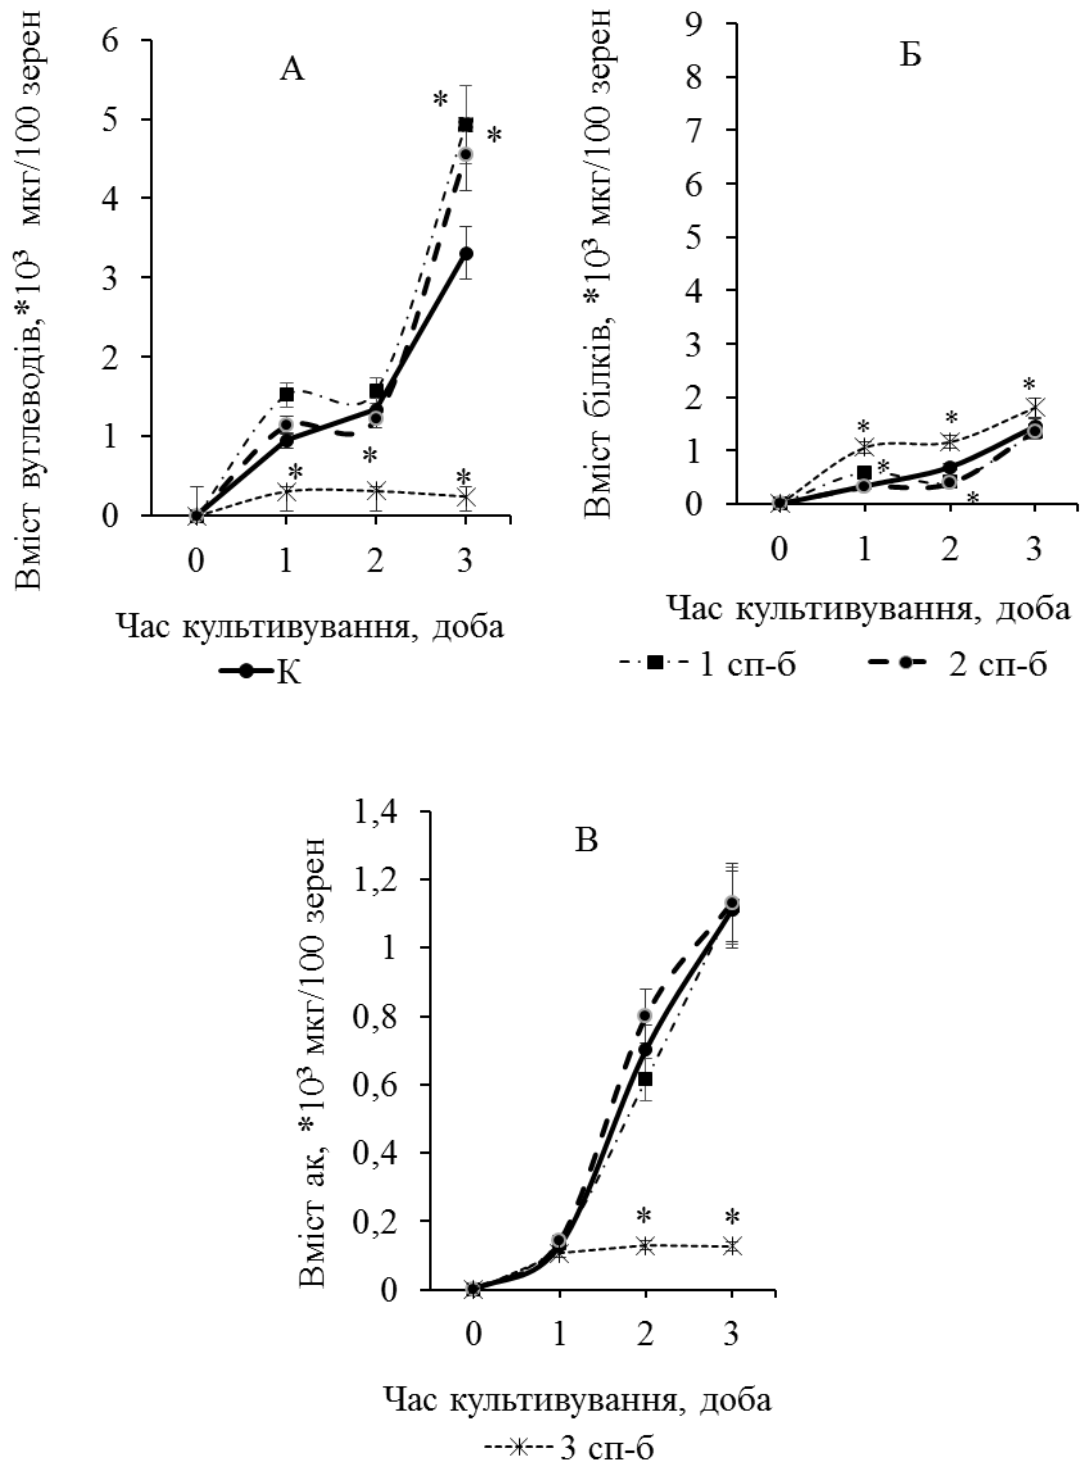 Вміст вуглеводів,*10³ мкг/100 зерен
А
6
5
4
3
2
1
0
* *
* * *
0 1 2 3
Час культивування, доба
К
Вміст білків, *10³ мкг/100 зерен
Б
9
8
7
6
5
4
3
2
1
0
* * *
* *
0 1 2 3
Час культивування, доба
1 сп-б 2 сп-б
Вміст ак, *10³ мкг/100 зерен
В
1,4
1,2
1
0,8
0,6
0,4
0,2
0
* *
0 1 2 3
Час культивування, доба
3 сп-б